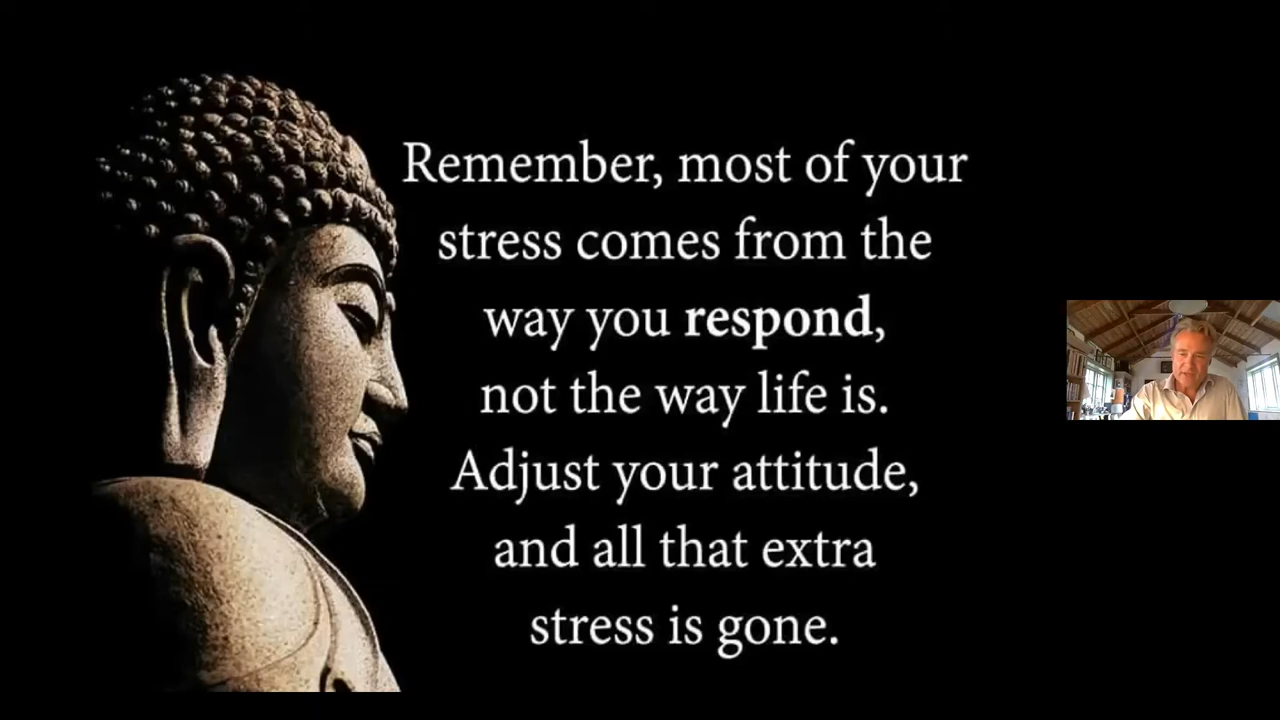 Remember, most of your
stress comes from the
way you respond,
not the way life is.
Adjust your attitude,
and all that extra
stress is gone.